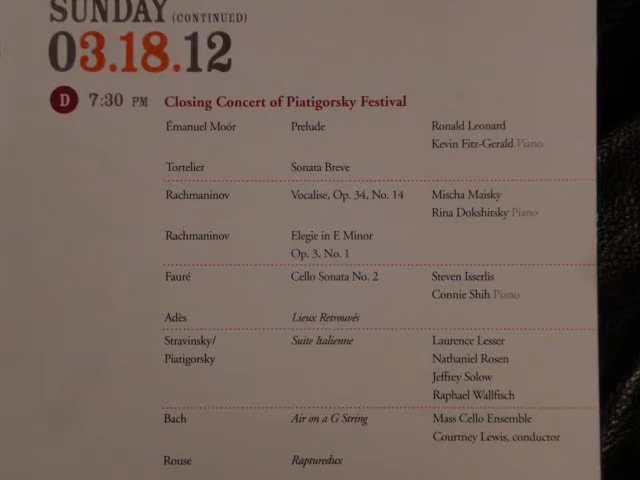 SUNDAY (CONTINUED)
03.18.12
D 7:30 PM Closing Concert of Piatigorsky Festival
Émanuel Moór Prelude Ronald Leonard
Kevin Fitz-Gerald Piano
Tortelier Sonata Breve
Rachmaninov Vocalise, Op. 34, No. 14 Mischa Maisky
Rina Dokshitsky Piano
Rachmaninov Elegie in E Minor
Op. 3, No. 1
Fauré Cello Sonata No. 2 Steven Isserlis
Connie Shih Piano
Adès Lieux Retrouvés
Stravinsky/ Suite Italienne Laurence Lesser
Piatigorsky Nathaniel Rosen
Jeffrey Solow
Raphael Wallfisch
Bach Air on a G String Mass Cello Ensemble
Courtney Lewis, conductor
Rouse Rapturedux